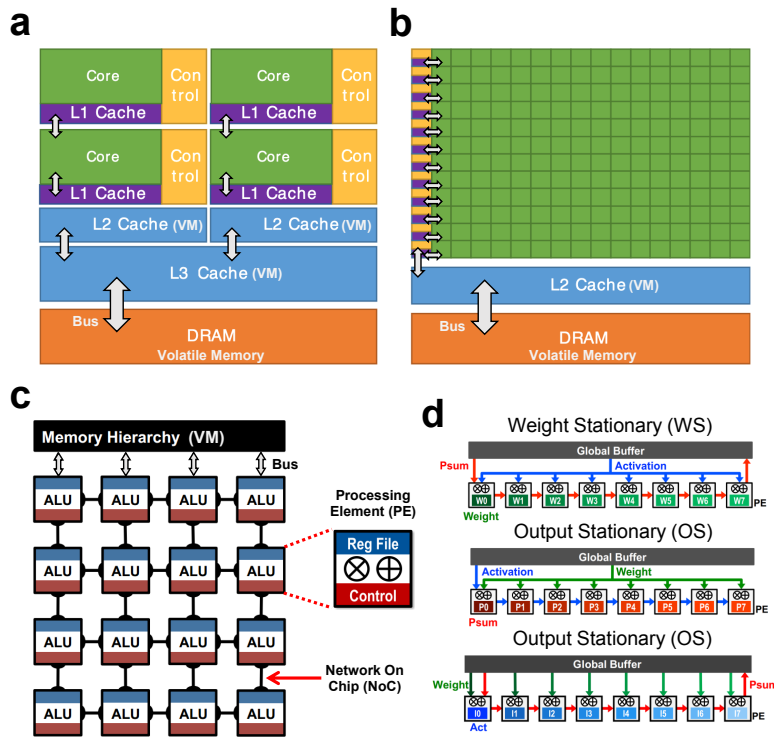 a
Core
Con
trol
L1 Cache
Core
Con
trol
L1 Cache
Core
Con
trol
L1 Cache
Core
Con
trol
L1 Cache
L2 Cache (VM)
L2 Cache (VM)
L3 Cache (VM)
Bus
DRAM
Volatile Memory
b
L2 Cache (VM)
Bus
DRAM
Volatile Memory
c
Memory Hierarchy (VM)
Bus
ALU ALU ALU ALU
ALU ALU ALU ALU
ALU ALU ALU ALU
ALU ALU ALU ALU
Processing
Element (PE)
Reg File
Control
Network On
Chip (NoC)
d
Weight Stationary (WS)
Global Buffer
Psum
Activation
W0 W1 W2 W3 W4 W5 W6 W7 PE
Weight
Output Stationary (OS)
Global Buffer
Activation
Weight
P0 P1 P2 P3 P4 P5 P6 P7 PE
Psum
Output Stationary (OS)
Global Buffer
Weight
Psum
I0 I1 I2 I3 I4 I5 I6 I7 PE
Act